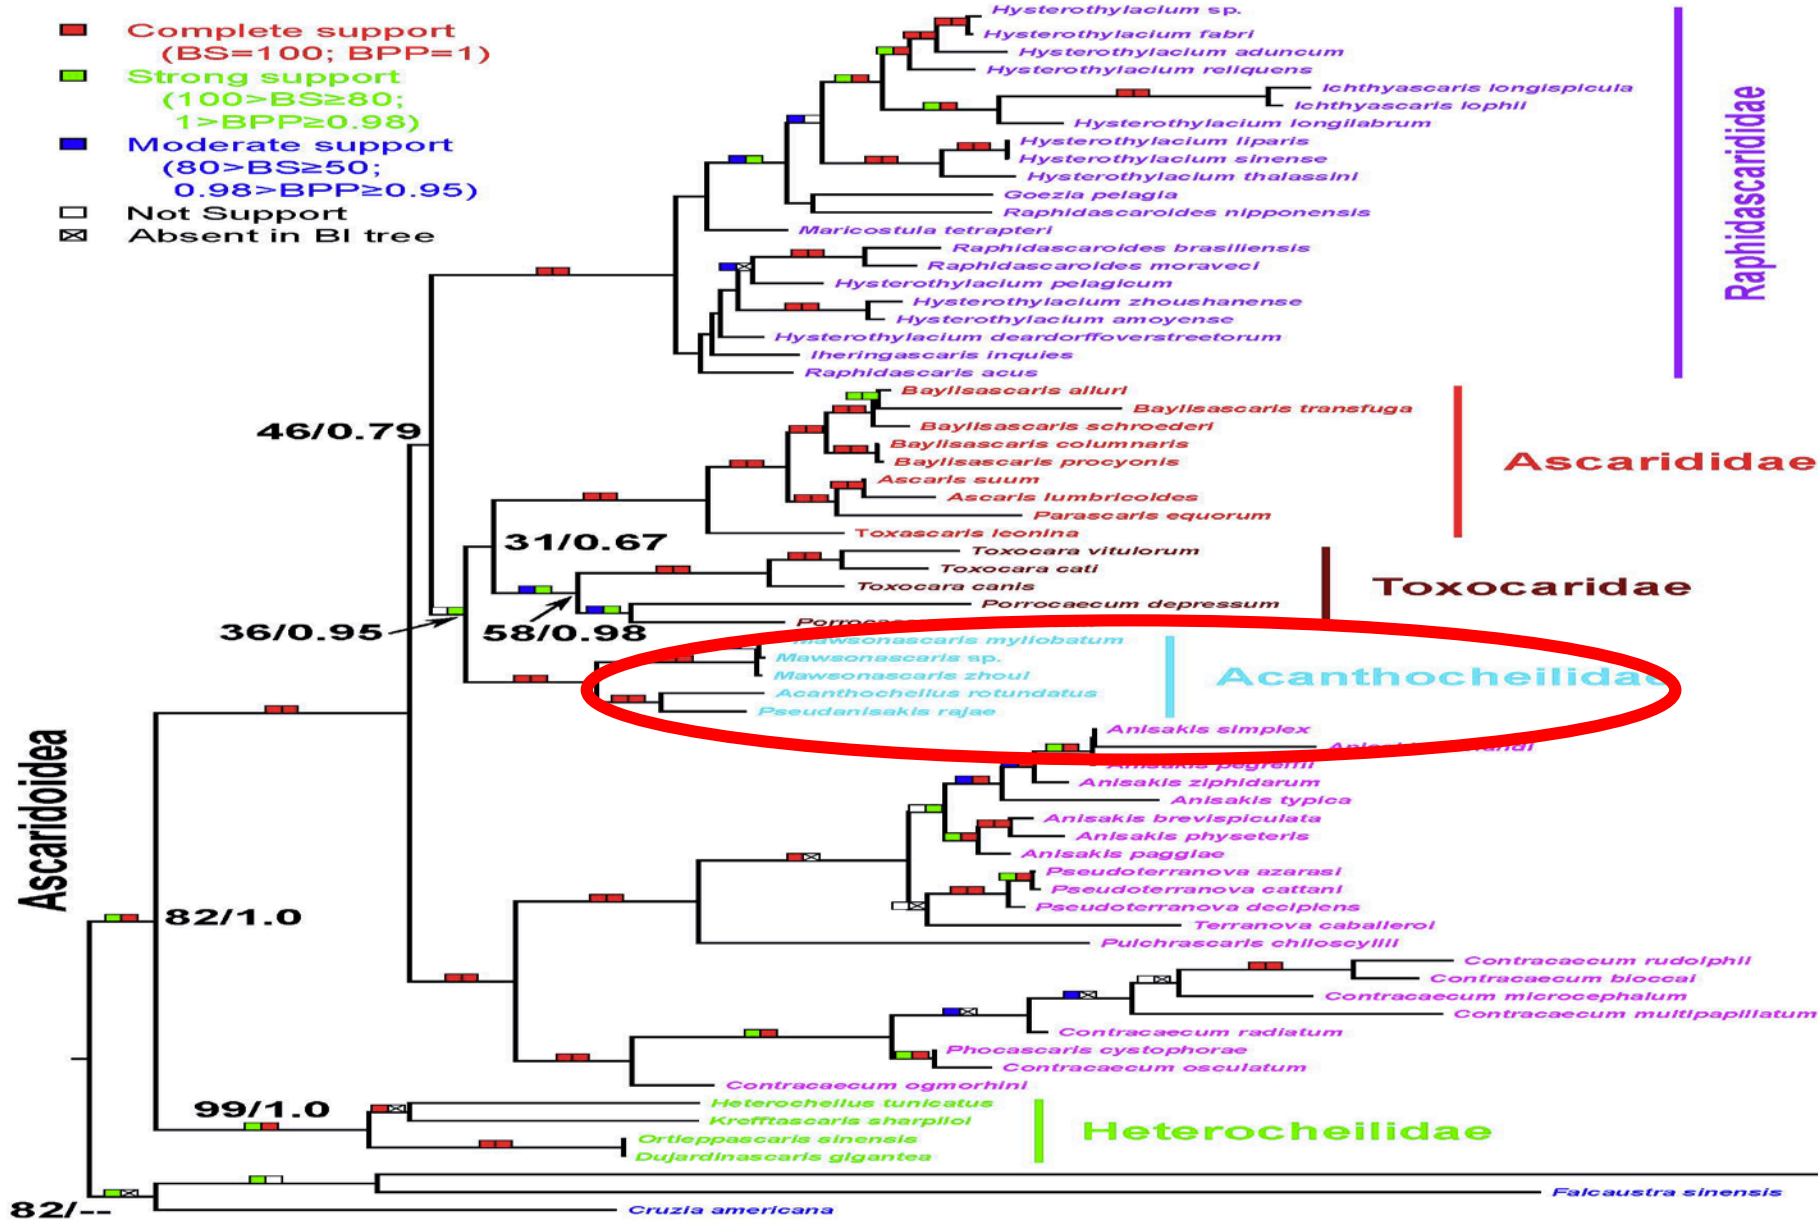 Complete support
(BS=100; BPP=1)
Strong support
(100>BS≥80;
1>BPP≥0.98)
Moderate support
(80>BS≥50;
0.98>BPP≥0.95)
Not Support
Absent in BI tree
Hysterothylacium sp.
Hysterothylacium fabri
Hysterothylacium aduncum
Hysterothylacium reliquens
Ichthyascaris longispicula
Ichthyascaris lophii
Hysterothylacium longilabrum
Hysterothylacium liparis
Hysterothylacium sinense
Hysterothylacium thalassini
Goezia pelagia
Raphidascaroides nipponensis
Maricostula tetrapteri
Raphidascaroides brasiliensis
Raphidascaroides moraveci
Hysterothylacium pelagicum
Hysterothylacium zhoushanense
Hysterothylacium amoyense
Hysterothylacium deardorffoverstreetorum
Iheringascaris inquies
Raphidascaris acus
Raphidascarididae
46/0.79
Baylisascaris ailuri
Baylisascaris transfuga
Baylisascaris schroederi
Baylisascaris columnaris
Baylisascaris procyonis
Ascaris suum
Ascaris lumbricoides
Parascaris equorum
Toxascaris leonina
Ascarididae
31/0.67
Toxocara vitulorum
Toxocara cati
Toxocara canis
Porrocaecum depressum
Toxocaridae
36/0.95
58/0.98
Mawsonascaris myliobatum
Mawsonascaris sp.
Mawsonascaris zhoui
Acanthocheilus rotundatus
Pseudanisakis rajae
Acanthocheilidae
Ascaridoidea
Anisakis simplex
Anisakis pegreffii
Anisakis ziphidarum
Anisakis typica
Anisakis brevispiculata
Anisakis physeteris
Anisakis paggiae
Pseudoterranova azarasi
Pseudoterranova cattani
Pseudoterranova decipiens
Terranova caballeroi
Pulchrascaris chiloscyllii
82/1.0
Contracaecum rudolphii
Contracaecum bioccai
Contracaecum microcephalum
Contracaecum multipapillatum
Contracaecum radiatum
Phocascaris cystophorae
Contracaecum osculatum
Contracaecum ogmorhini
99/1.0
Heterocheilus tunicatus
Krefftascaris sharpiloi
Ortleppascaris sinensis
Dujardinascaris gigantea
Heterocheilidae
Falcaustra sinensis
Cruzia americana
82/--